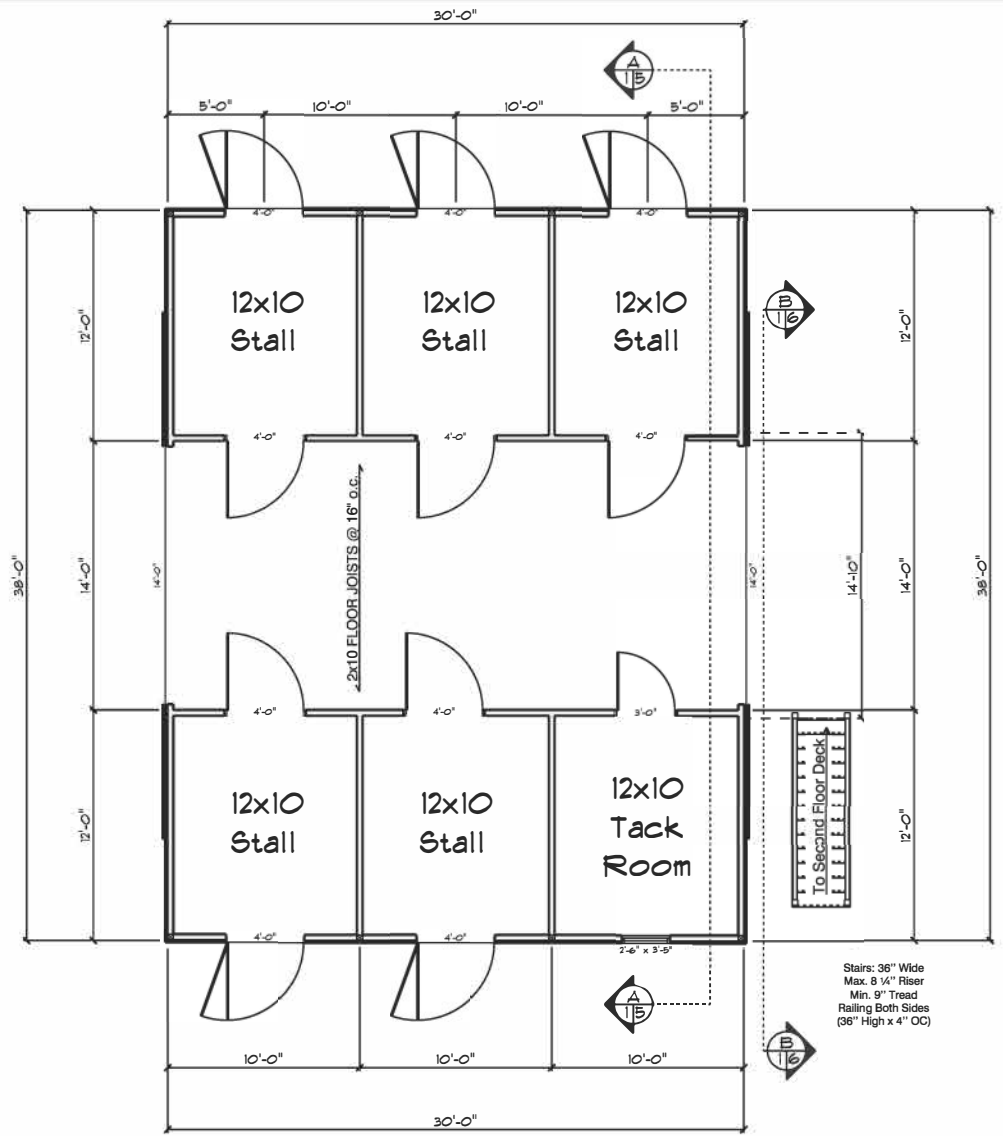 30'-0"
A
15
5'-0"
10'-0"
10'-0"
5'-0"
4'-0"
4'-0"
4'-0"
12x10
Stall
12x10
Stall
12x10
Stall
B
16
12'-0"
12'-0"
4'-0"
4'-0"
4'-0"
2x10 FLOOR JOISTS @ 16" o.c.
38'-0"
14'-0"
14'-0"
14'-0"
14'-10"
14'-0"
38'-0"
4'-0"
4'-0"
3'-0"
12x10
Stall
12x10
Stall
12x10
Tack
Room
To Second Floor Deck
12'-0"
12'-0"
4'-0"
4'-0"
2'-6" x 3'-5"
Stairs: 36" Wide
Max. 8 ¼" Riser
Min. 9" Tread
Railing Both Sides
(36" High x 4" OC)
A
15
B
16
10'-0"
10'-0"
10'-0"
30'-0"